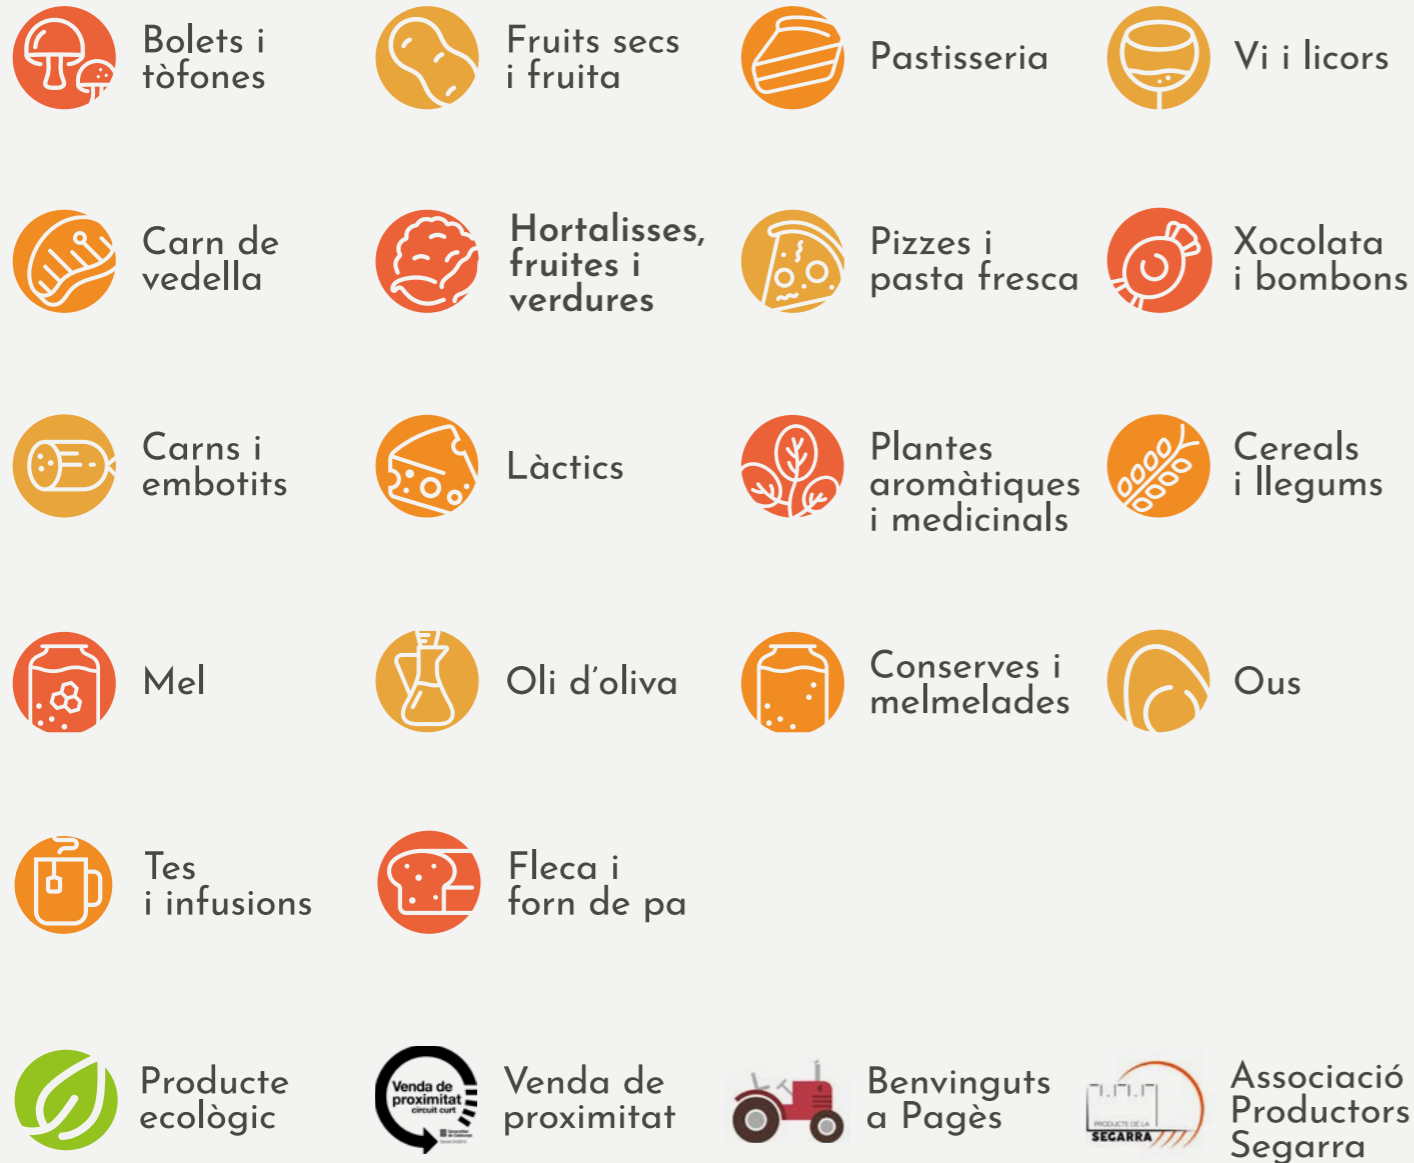 Bolets i
tòfones
Fruits secs
i fruita
Pastisseria
Vi i licors
Carn de
vedella
Hortalisses,
fruites i
verdures
Pizzes i
pasta fresca
Xocolata
i bombons
Carns i
embotits
Làctics
Plantes
aromàtiques
i medicinals
Cereals
i llegums
Mel
Oli d'oliva
Conserves i
melmelades
Ous
Tes
i infusions
Fleca i
forn de pa
Producte
ecològic
Venda de
proximitat
circuit curt
Generalitat
de Catalunya
Venda de
proximitat
Benvinguts
a Pagès
PRODUCTE DE LA
SEGARRA
Associació
Productors
Segarra